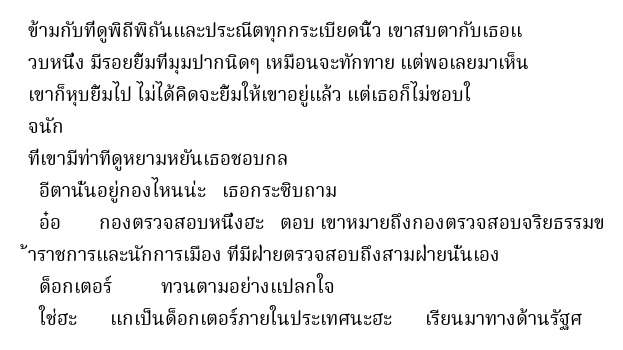 ข้ามกับที่ดูพิถีพิถันและประณีตทุกกระเบียดนิ้ว เขาสบตากับเธอแ
วบหนึ่ง มีรอยยิ้มที่มุมปากนิดๆ เหมือนจะทักทาย แต่พอเลยมาเห็น
เขาก็หุบยิ้มไป ไม่ได้คิดจะยิ้มให้เขาอยู่แล้ว แต่เธอก็ไม่ชอบใ
จนัก
ที่เขามีท่าทีดูหยามหยันเธอชอบกล
อีตานั่นอยู่กองไหนน่ะ เธอกระซิบถาม
อ๋อ กองตรวจสอบหนึ่งฮะ ตอบ เขาหมายถึงกองตรวจสอบจริยธรรมข
้าราชการและนักการเมือง ที่มีฝ่ายตรวจสอบถึงสามฝ่ายนั่นเอง
ด็อกเตอร์ ทวนตามอย่างแปลกใจ
ใช่ฮะ แกเป็นด็อกเตอร์ภายในประเทศนะฮะ เรียนมาทางด้านรัฐศ